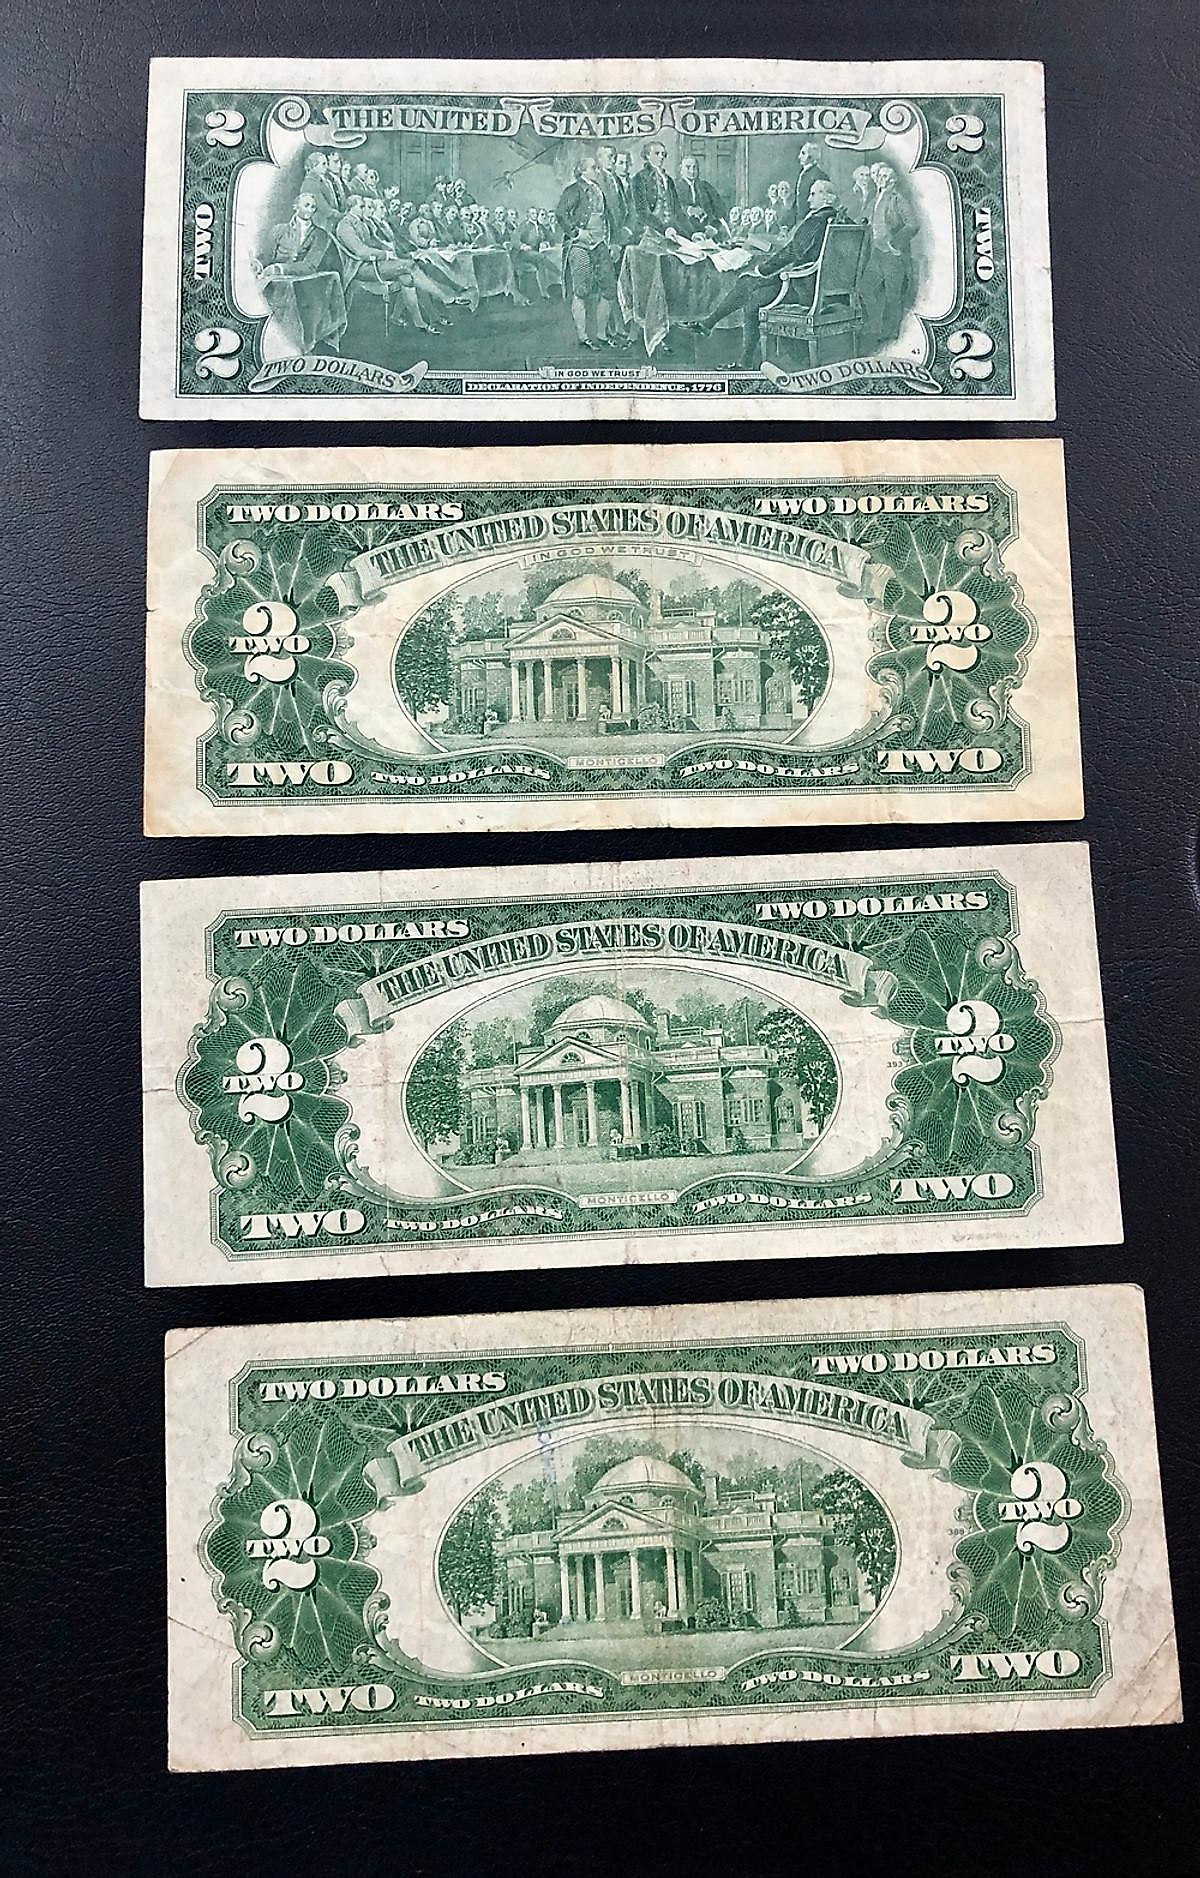 2 THE UNITED STATES OF AMERICA 2
TWO TWO
2 2
TWO DOLLARS TWO DOLLARS
41
IN GOD WE TRUST
DECLARATION OF INDEPENDENCE, 1776
TWO DOLLARS TWO DOLLARS
THE UNITED STATES OF AMERICA
IN GOD WE TRUST
2 TWO 2 TWO
MONTICELLO
TWO TWO DOLLARS TWO DOLLARS TWO
TWO DOLLARS TWO DOLLARS
THE UNITED STATES OF AMERICA
393
2 TWO 2 TWO
MONTICELLO
TWO TWO DOLLARS TWO DOLLARS TWO
TWO DOLLARS TWO DOLLARS
THE UNITED STATES OF AMERICA
2 TWO 2 TWO
MONTICELLO
TWO TWO DOLLARS TWO DOLLARS TWO